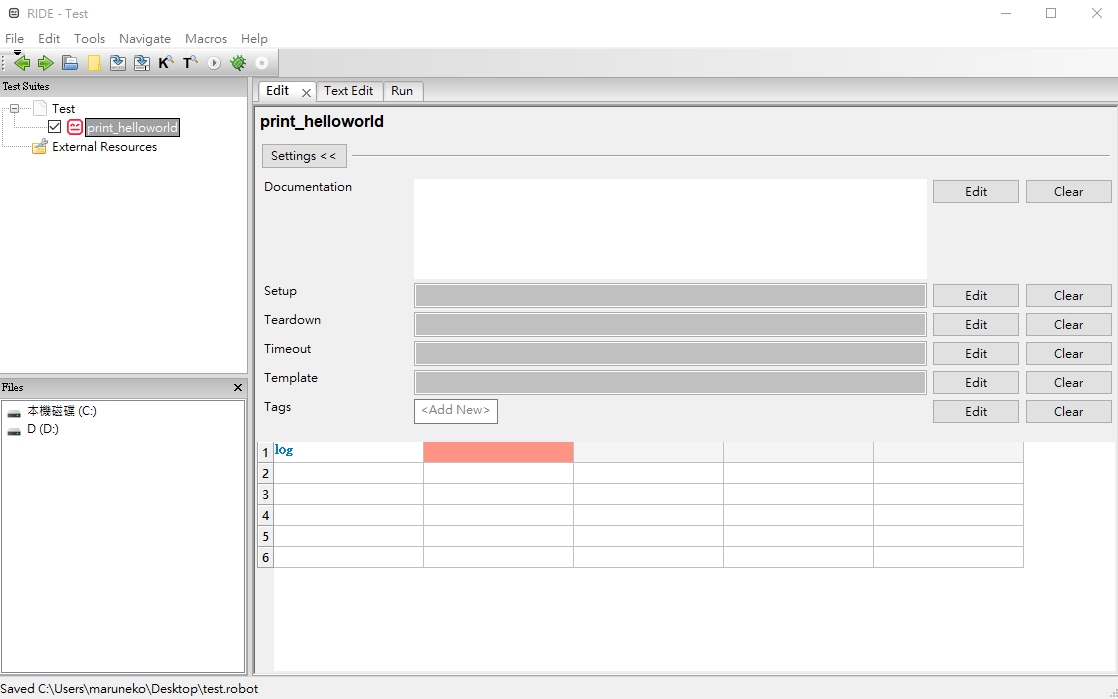 RIDE - Test
File Edit Tools Navigate Macros Help
K T
Test Suites
Test
print_helloworld
External Resources
Files
本機磁碟 (C:)
D (D:)
Edit Text Edit Run
print_helloworld
Settings <<
Documentation Edit Clear
Setup Edit Clear
Teardown Edit Clear
Timeout Edit Clear
Template Edit Clear
Tags <Add New> Edit Clear
1 log
2
3
4
5
6
Saved C:\Users\maruneko\Desktop\test.robot